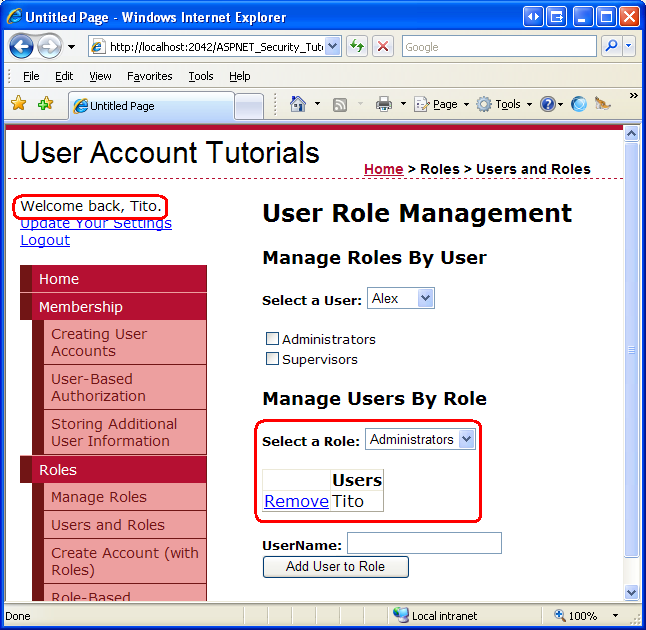 Untitled Page - Windows Internet Explorer
http://localhost:2042/ASPNET_Security_Tut
Google
File Edit View Favorites Tools Help
Untitled Page
Page Tools
»
User Account Tutorials
Home > Roles > Users and Roles
Welcome back, Tito.
Update Your Settings
Logout
Home
Membership
Creating User
Accounts
User-Based
Authorization
Storing Additional
User Information
Roles
Manage Roles
Users and Roles
Create Account (with
Roles)
Role-Based
User Role Management
Manage Roles By User
Select a User: Alex
Administrators
Supervisors
Manage Users By Role
Select a Role: Administrators
Users
Remove Tito
UserName:
Add User to Role
Done
Local intranet
100%